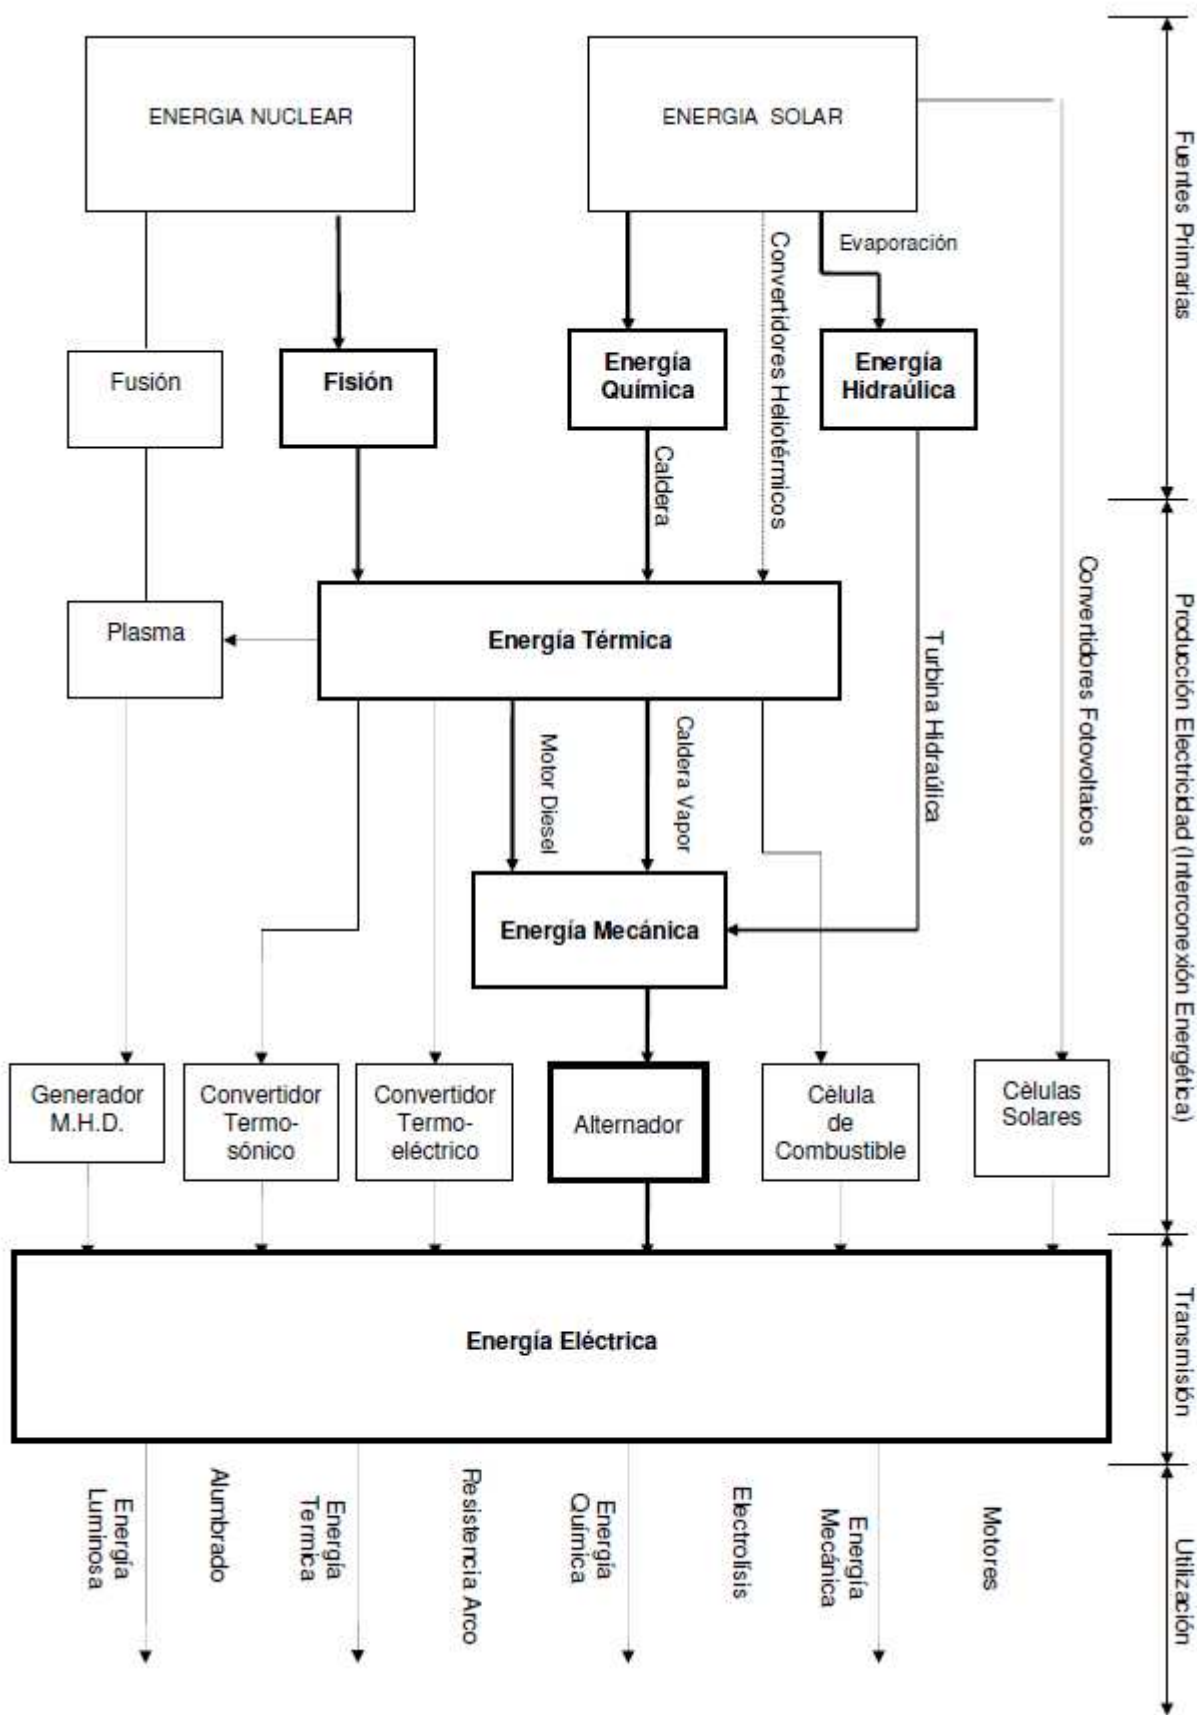 ENERGIA NUCLEAR
ENERGIA SOLAR
Fuentes Primarias
Evaporación
Convertidores Heliotérmicos
Fusión
Fisión
Energía
Química
Energía
Hidraúlica
Caldera
Convertidores Fotovoltaicos
Producción Electricidad (Interconexión Energética)
Plasma
Energía Térmica
Turbina Hidraúlica
Motor Diesel
Caldera Vapor
Energía Mecánica
Generador
M.H.D.
Convertidor
Termo-
sónico
Convertidor
Termo-
eléctrico
Alternador
Cèlula
de
Combustible
Cèlulas
Solares
Energía Eléctrica
Transmisión
Energía
Luminosa
Alumbrado
Energía
Termica
Resistencia Arco
Energía
Química
Electrolísis
Energía
Mecánica
Motores
Utilización